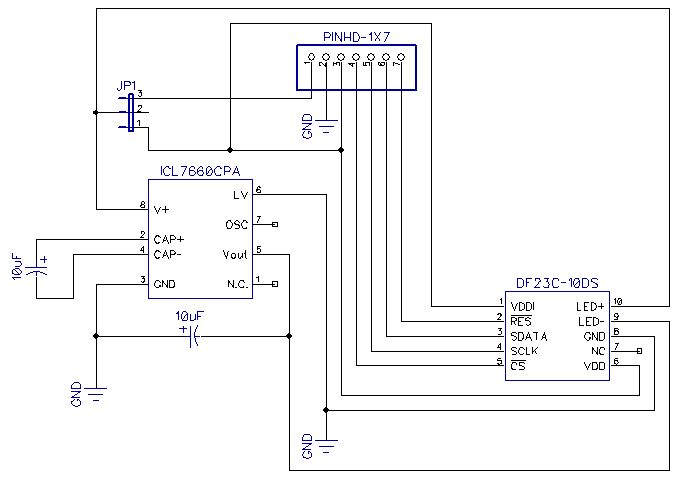 PINHD-1X7
1 2 3 4 5 6 7
JP1
3
2
1
GND
ICL7660CPA
8 V+ LV 6
OSC 7
2 CAP+
4 CAP- Vout 5
3 GND N.C. 1
10uF +
10uF
+
GND
DF23C-10DS
1 VDDI LED+ 10
2 RES LED- 9
3 SDATA GND 8
4 SCLK NC 7
5 CS VDD 6
GND